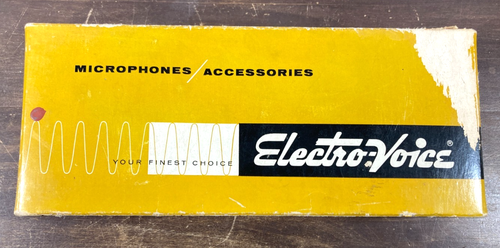 MICROPHONES / ACCESSORIES
YOUR FINEST CHOICE
Electro-Voice®